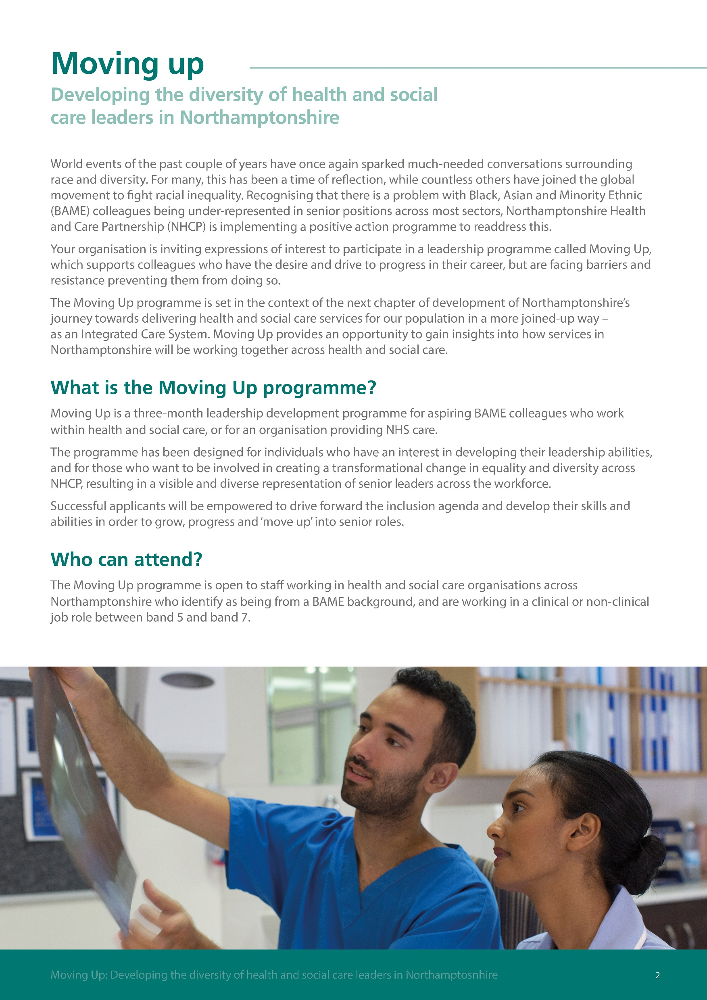 Moving up
Developing the diversity of health and social
care leaders in Northamptonshire
World events of the past couple of years have once again sparked much-needed conversations surrounding
race and diversity. For many, this has been a time of reflection, while countless others have joined the global
movement to fight racial inequality. Recognising that there is a problem with Black, Asian and Minority Ethnic
(BAME) colleagues being under-represented in senior positions across most sectors, Northamptonshire Health
and Care Partnership (NHCP) is implementing a positive action programme to readdress this.
Your organisation is inviting expressions of interest to participate in a leadership programme called Moving Up,
which supports colleagues who have the desire and drive to progress in their career, but are facing barriers and
resistance preventing them from doing so.
The Moving Up programme is set in the context of the next chapter of development of Northamptonshire’s
journey towards delivering health and social care services for our population in a more joined-up way –
as an Integrated Care System. Moving Up provides an opportunity to gain insights into how services in
Northamptonshire will be working together across health and social care.
What is the Moving Up programme?
Moving Up is a three-month leadership development programme for aspiring BAME colleagues who work
within health and social care, or for an organisation providing NHS care.
The programme has been designed for individuals who have an interest in developing their leadership abilities,
and for those who want to be involved in creating a transformational change in equality and diversity across
NHCP, resulting in a visible and diverse representation of senior leaders across the workforce.
Successful applicants will be empowered to drive forward the inclusion agenda and develop their skills and
abilities in order to grow, progress and ‘move up’ into senior roles.
Who can attend?
The Moving Up programme is open to staff working in health and social care organisations across
Northamptonshire who identify as being from a BAME background, and are working in a clinical or non-clinical
job role between band 5 and band 7.
Moving Up: Developing the diversity of health and social care leaders in Northamptosnhire
2